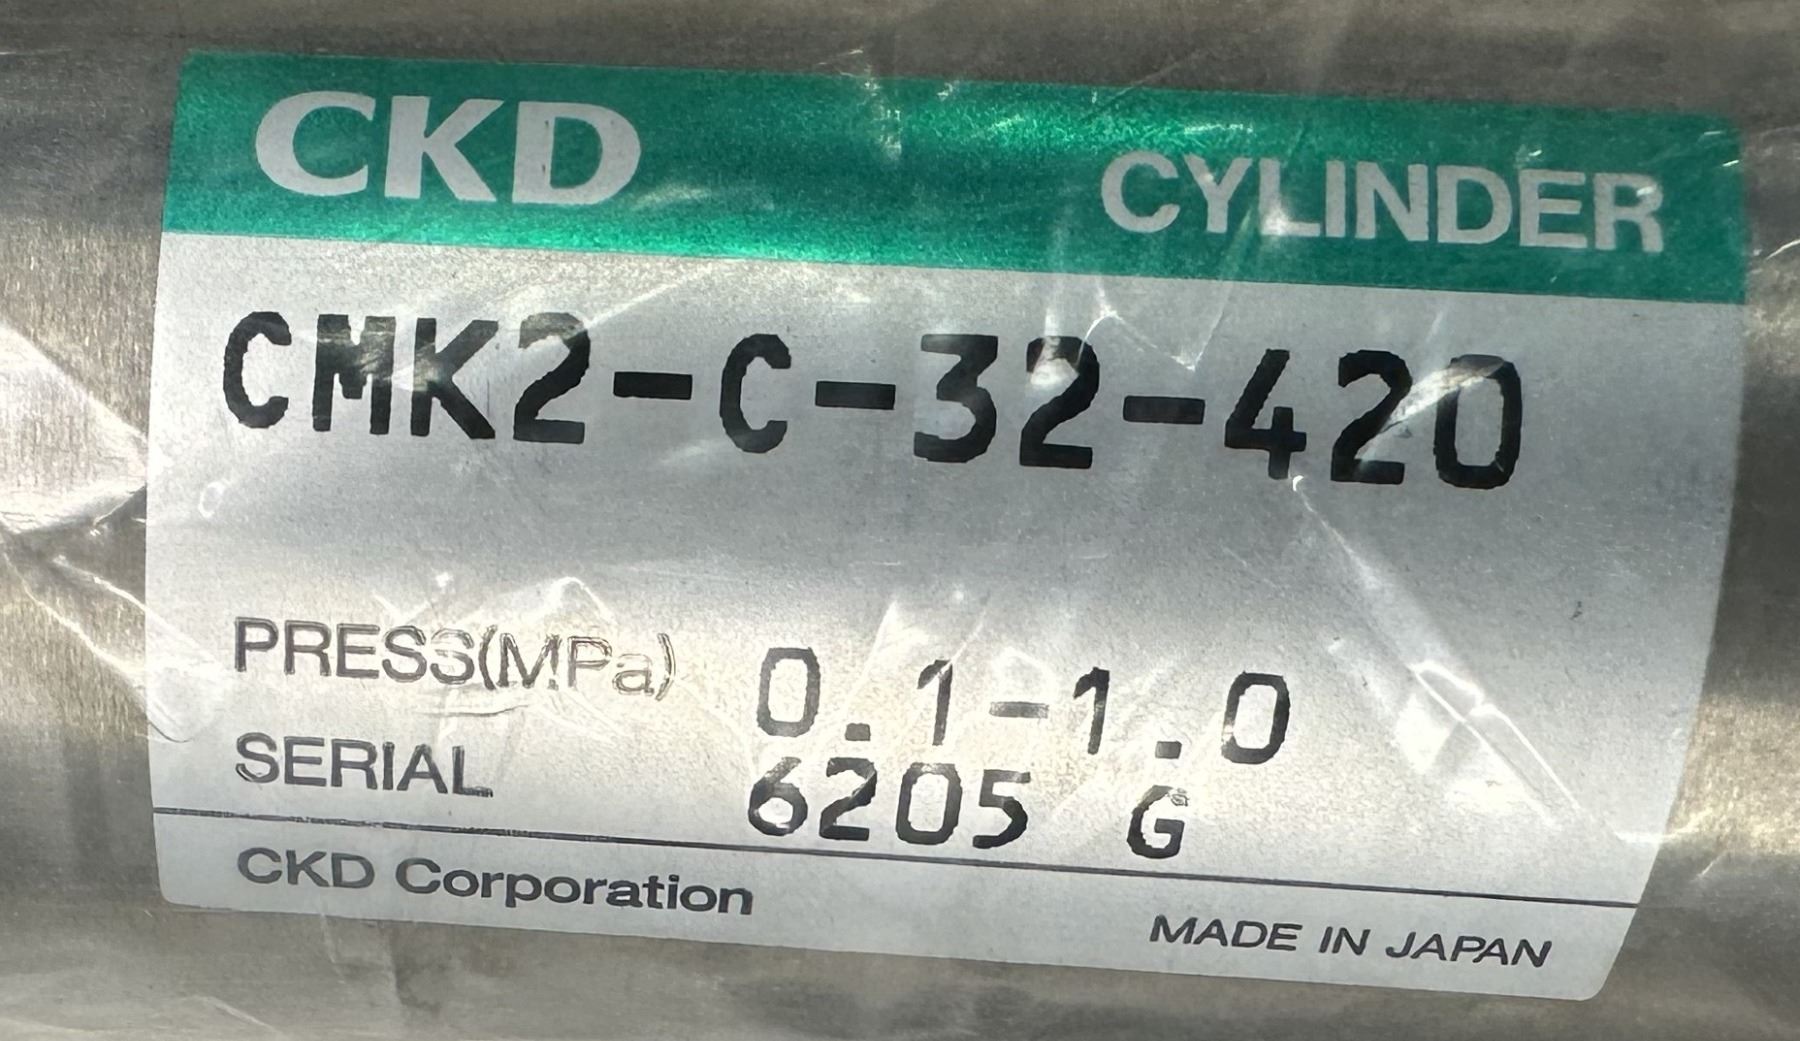 CKD CYLINDER
CMK2-C-32-420
PRESS(MPa) 0.1-1.0
SERIAL 6205 G
CKD Corporation
MADE IN JAPAN